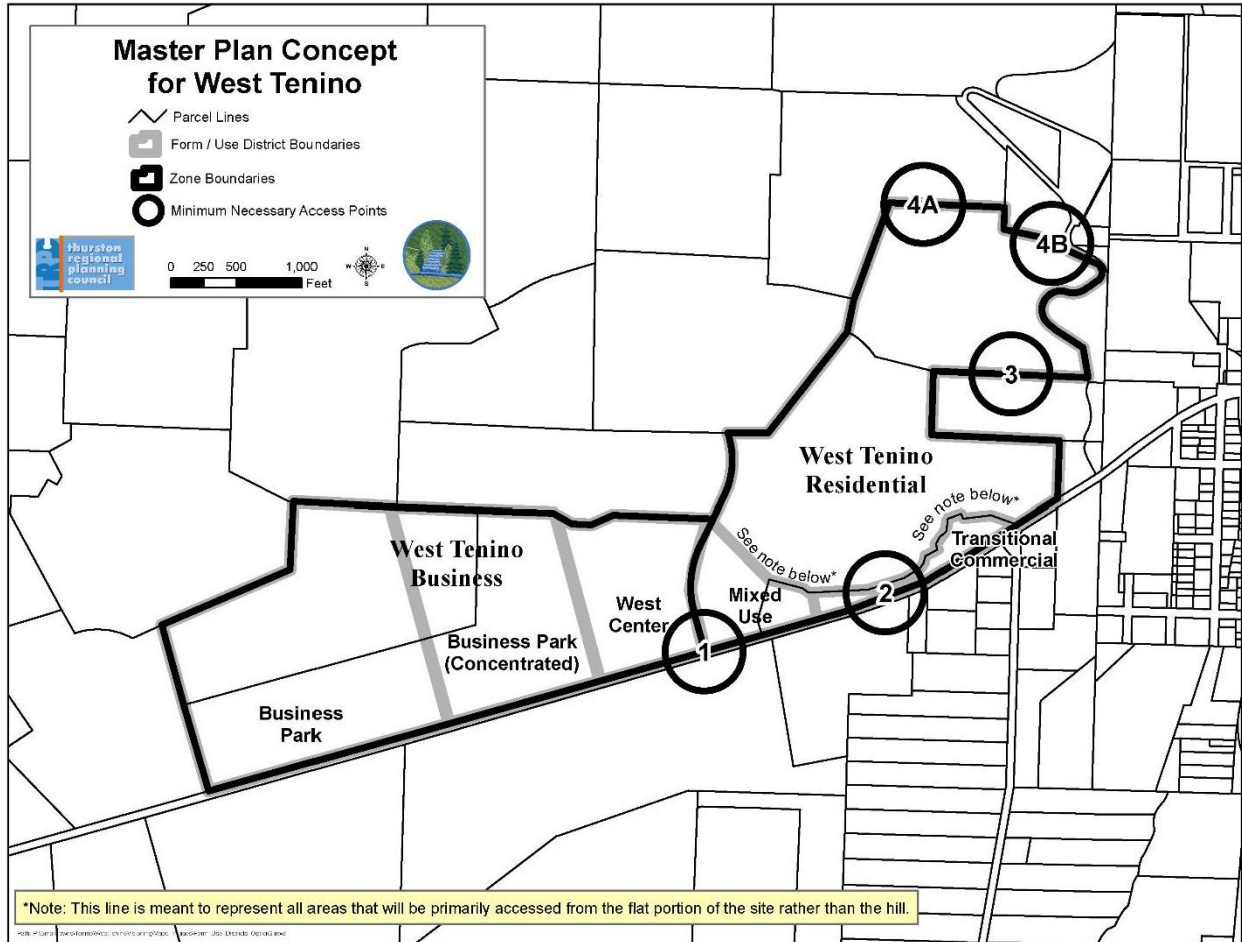 Master Plan Concept
for West Tenino
Parcel Lines
Form / Use District Boundaries
Zone Boundaries
Minimum Necessary Access Points
TRPC
thurston
regional
planning
council
0 250 500 1,000
Feet
N
W E
S
4A
4B
3
West Tenino
Residential
See note below*
See note below*
Transitional
Commercial
West Tenino
Business
2
Mixed
Use
West
Center
1
Business Park
(Concentrated)
Business
Park
*Note: This line is meant to represent all areas that will be primarily accessed from the flat portion of the site rather than the hill.